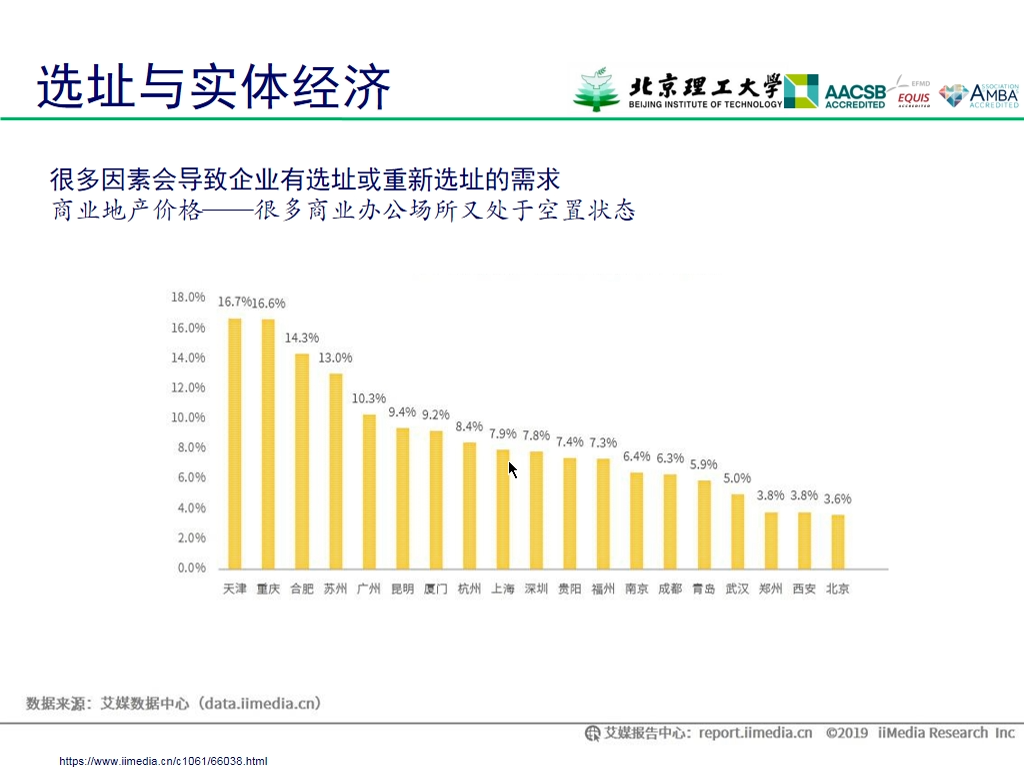 选址与实体经济
北京理工大学
BEIJING INSTITUTE OF TECHNOLOGY
AACSB
ACCREDITED
EFMD
EQUIS
ACCREDITED
ASSOCIATION
AMBA
ACCREDITED
很多因素会导致企业有选址或重新选址的需求
商业地产价格——很多商业办公场所又处于空置状态
18.0%
16.0%
14.0%
12.0%
10.0%
8.0%
6.0%
4.0%
2.0%
0.0%
16.7% 16.6% 14.3% 13.0% 10.3% 9.4% 9.2% 8.4% 7.9% 7.8% 7.4% 7.3% 6.4% 6.3% 5.9% 5.0% 3.8% 3.8% 3.6%
天津 重庆 合肥 苏州 广州 昆明 厦门 杭州 上海 深圳 贵阳 福州 南京 成都 青岛 武汉 郑州 西安 北京
数据来源：艾媒数据中心（data.iimedia.cn）
艾媒报告中心：report.iimedia.cn ©2019 iiMedia Research Inc
https://www.iimedia.cn/c1061/66038.html